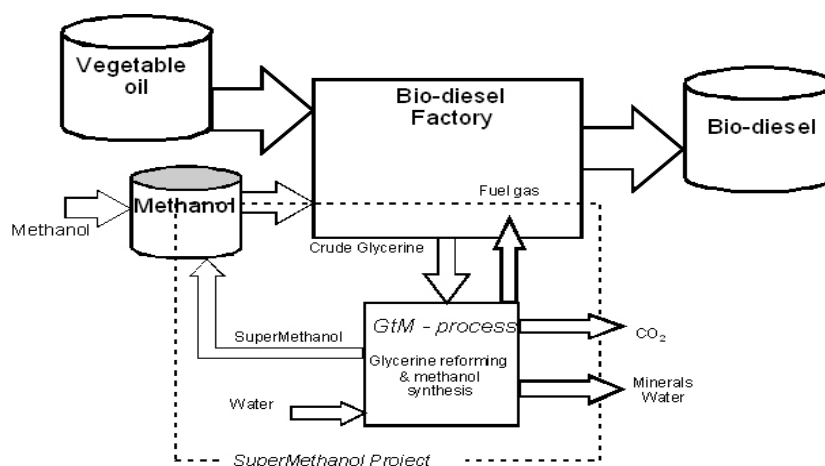 Vegetable
oil
Bio-diesel
Factory
Bio-diesel
Fuel gas
Methanol
Methanol
Crude Glycerine
GtM - process
SuperMethanol
CO₂
Glycerine reforming
& methanol
synthesis
Minerals
Water
Water
SuperMethanol Project